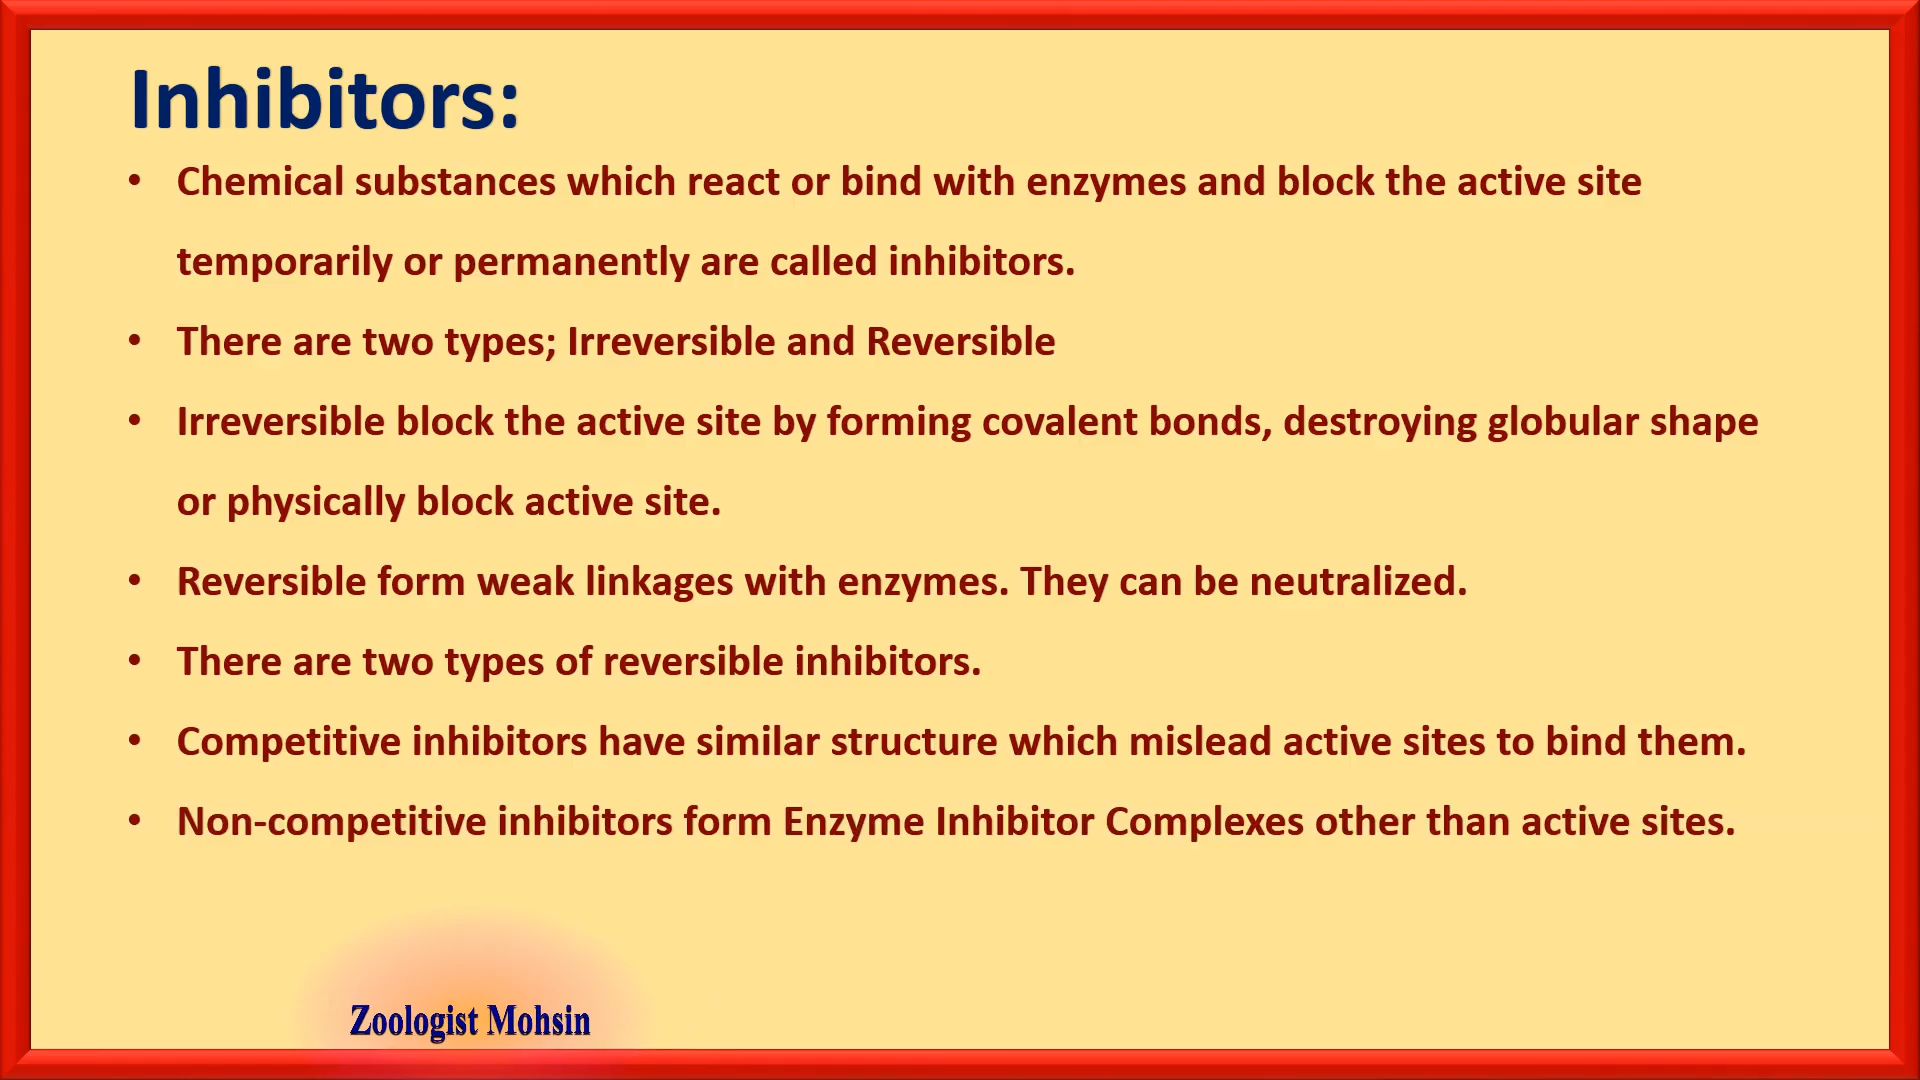 Inhibitors:
• Chemical substances which react or bind with enzymes and block the active site
temporarily or permanently are called inhibitors.
• There are two types; Irreversible and Reversible
• Irreversible block the active site by forming covalent bonds, destroying globular shape
or physically block active site.
• Reversible form weak linkages with enzymes. They can be neutralized.
• There are two types of reversible inhibitors.
• Competitive inhibitors have similar structure which mislead active sites to bind them.
• Non-competitive inhibitors form Enzyme Inhibitor Complexes other than active sites.
Zoologist Mohsin